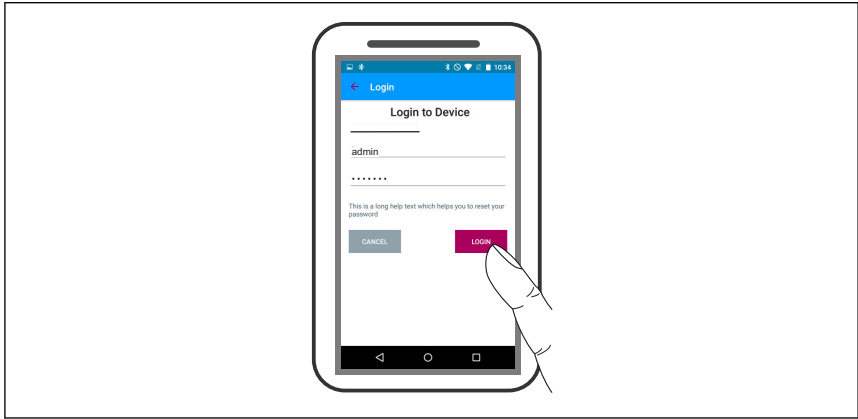 10:34
Login
Login to Device
admin
•••••••
This is a long help text which helps you to reset your
password
CANCEL
LOGIN